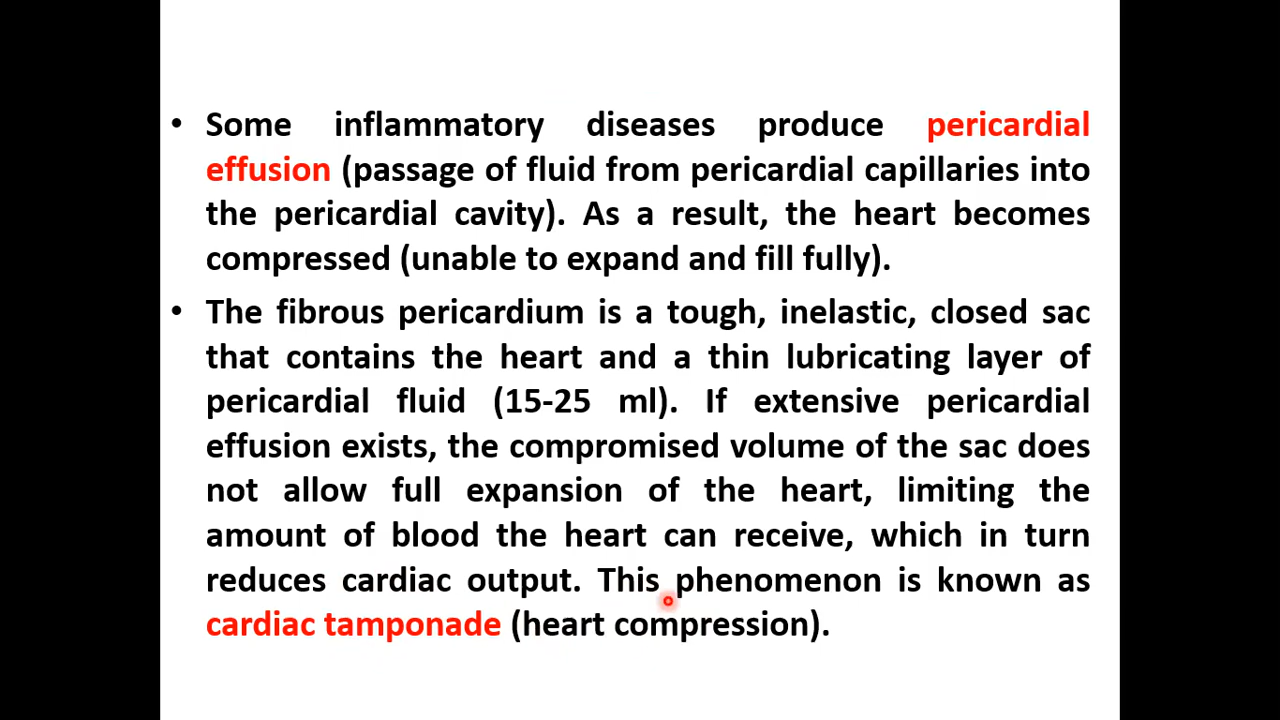 • Some inflammatory diseases produce pericardial
effusion (passage of fluid from pericardial capillaries into
the pericardial cavity). As a result, the heart becomes
compressed (unable to expand and fill fully).
• The fibrous pericardium is a tough, inelastic, closed sac
that contains the heart and a thin lubricating layer of
pericardial fluid (15-25 ml). If extensive pericardial
effusion exists, the compromised volume of the sac does
not allow full expansion of the heart, limiting the
amount of blood the heart can receive, which in turn
reduces cardiac output. This phenomenon is known as
cardiac tamponade (heart compression).